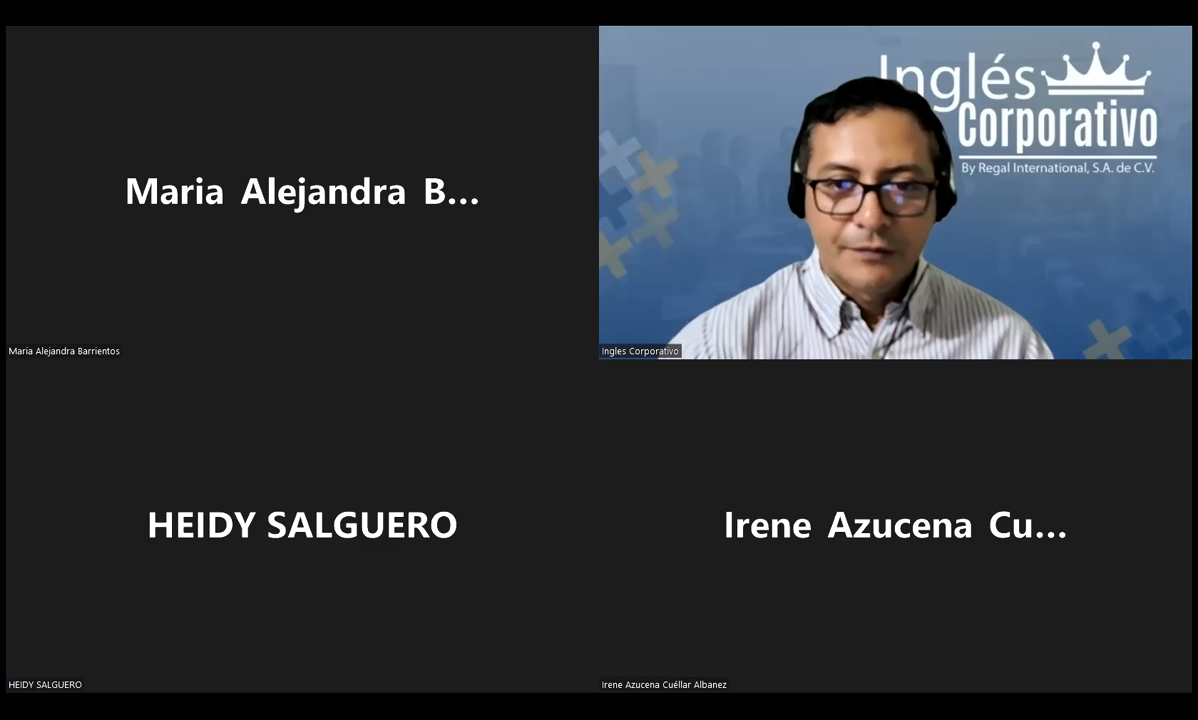 Maria Alejandra B...
Maria Alejandra Barrientos
Inglés
Corporativo
By Regal International, S.A. de C.V.
Ingles Corporativo
HEIDY SALGUERO
HEIDY SALGUERO
Irene Azucena Cu...
Irene Azucena Cuéllar Albanez